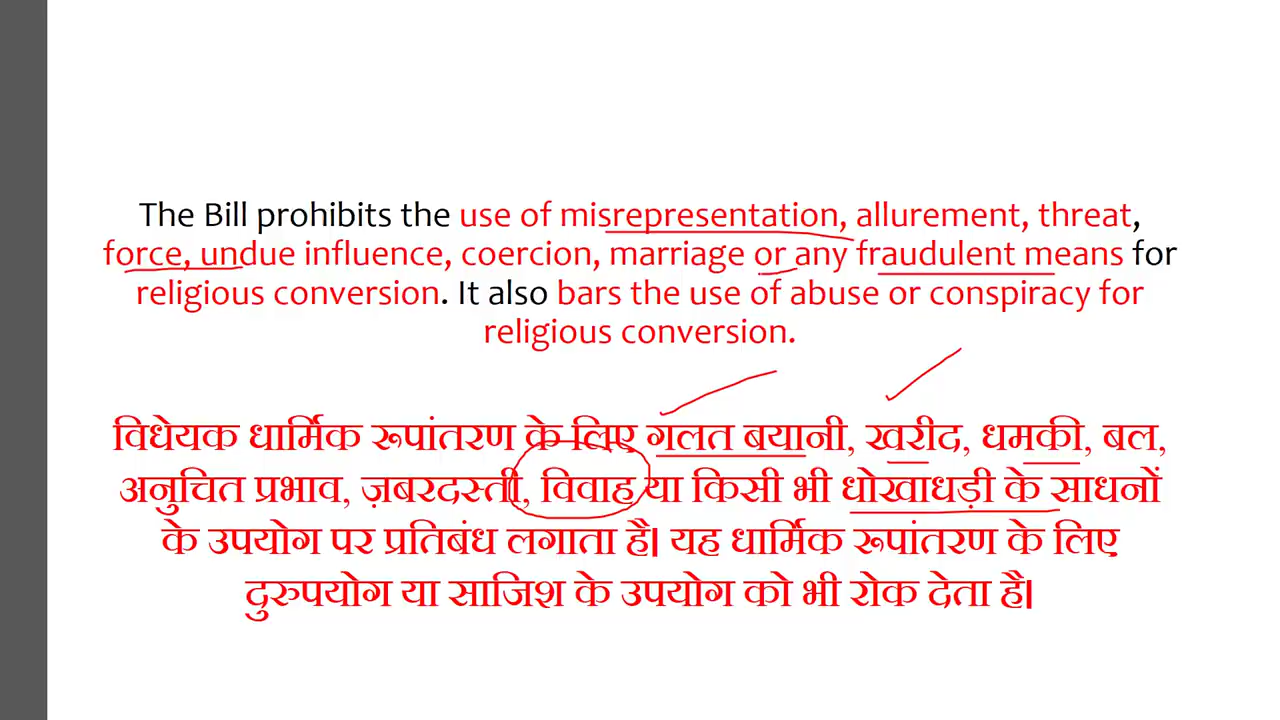 The Bill prohibits the use of misrepresentation, allurement, threat,
force, undue influence, coercion, marriage or any fraudulent means for
religious conversion. It also bars the use of abuse or conspiracy for
religious conversion.
विधेयक धार्मिक रूपांतरण के लिए गलत बयानी, खरीद, धमकी, बल,
अनुचित प्रभाव, ज़बरदस्ती, विवाह या किसी भी धोखाधड़ी के साधनों
के उपयोग पर प्रतिबंध लगाता है। यह धार्मिक रूपांतरण के लिए
दुरुपयोग या साजिश के उपयोग को भी रोक देता है।